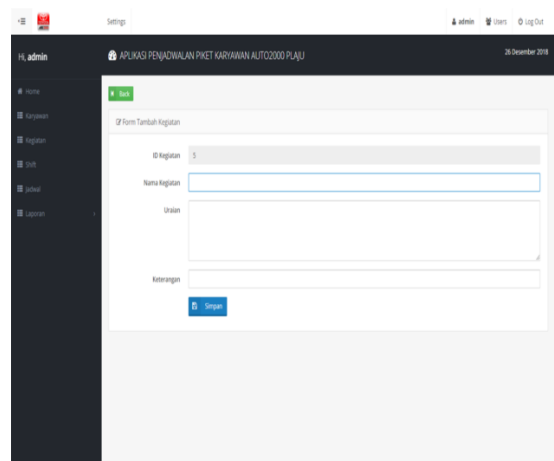 Settings
admin
Users
Log Out
Hi, admin
APLIKASI PENJADWALAN PIKET KARYAWAN AUTO2000 PLAJU
26 Desember 2018
Home
Karyawan
Kegiatan
Shift
Jadwal
Laporan
Back
Form Tambah Kegiatan
ID Kegiatan
5
Nama Kegiatan
Uraian
Keterangan
Simpan